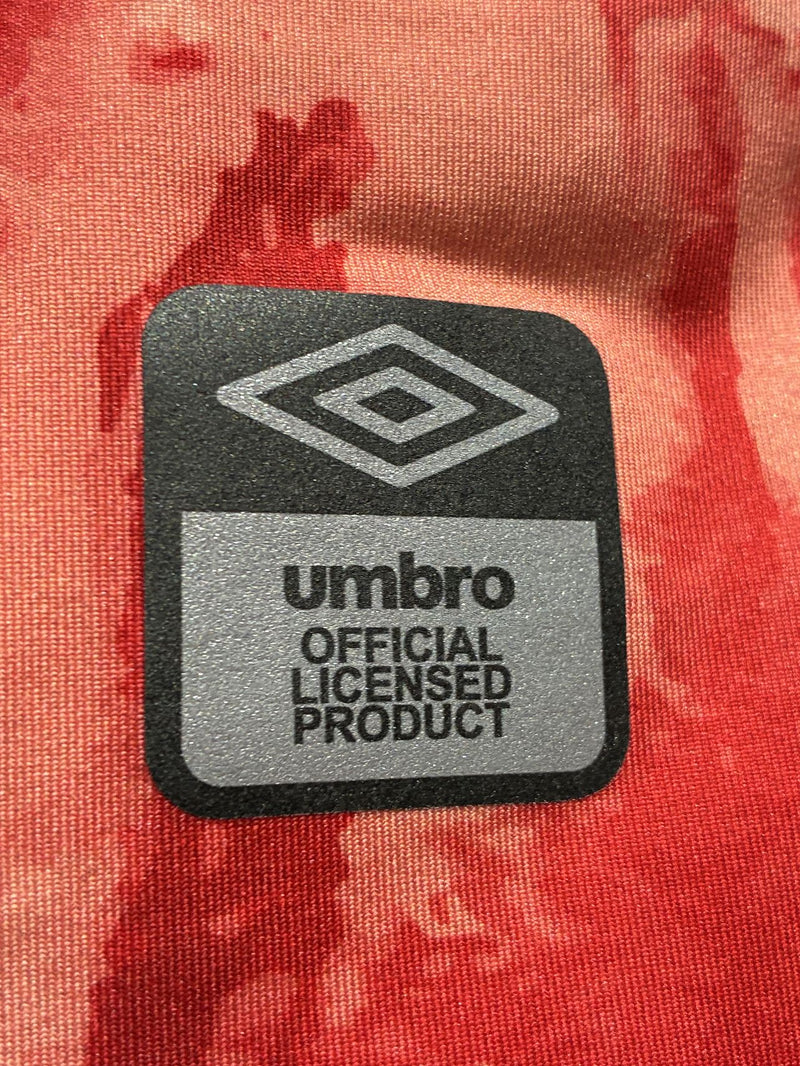 umbro
OFFICIAL
LICENSED
PRODUCT